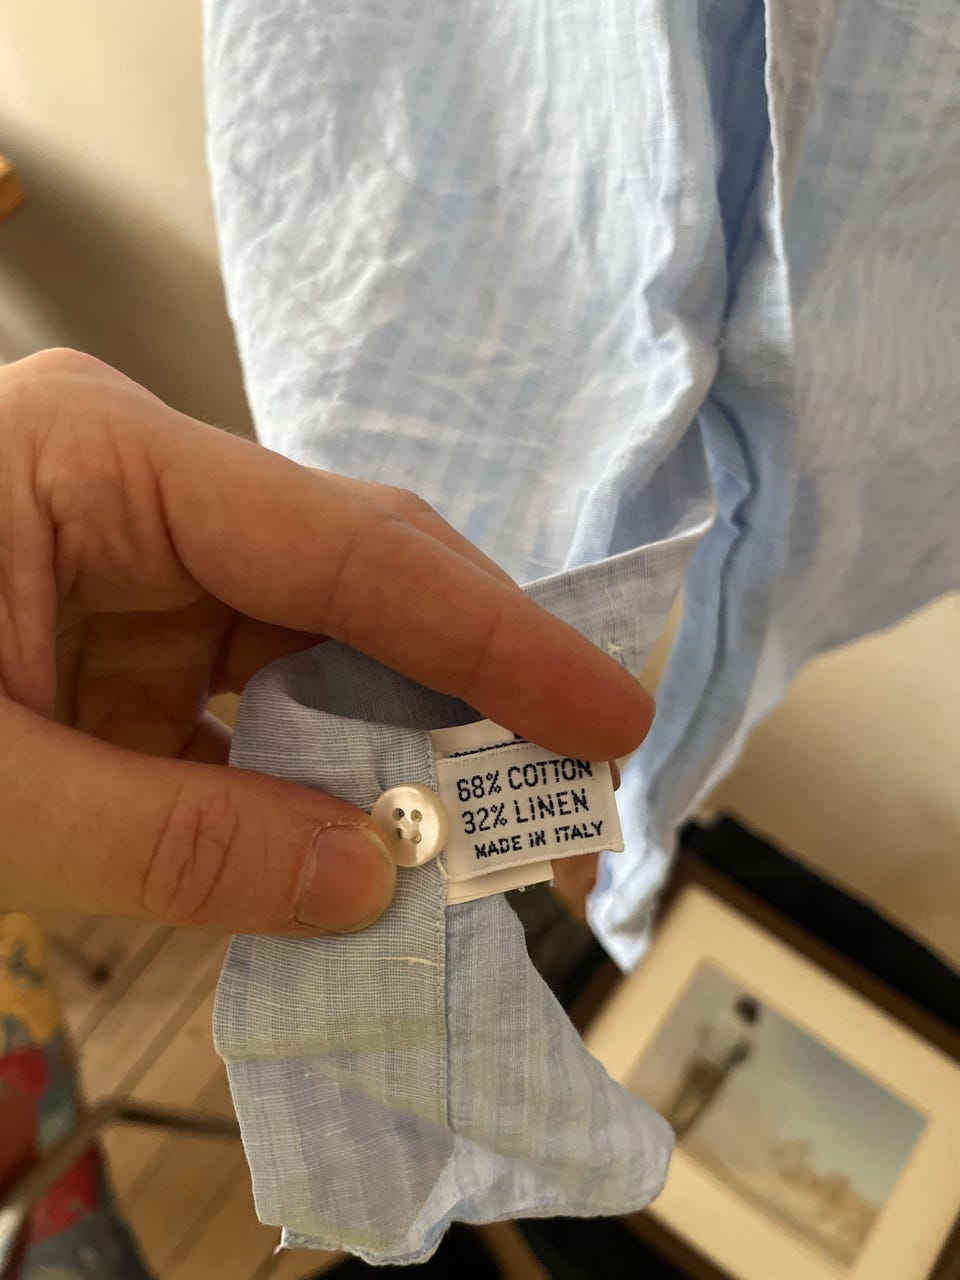 68% COTTON
32% LINEN
MADE IN ITALY